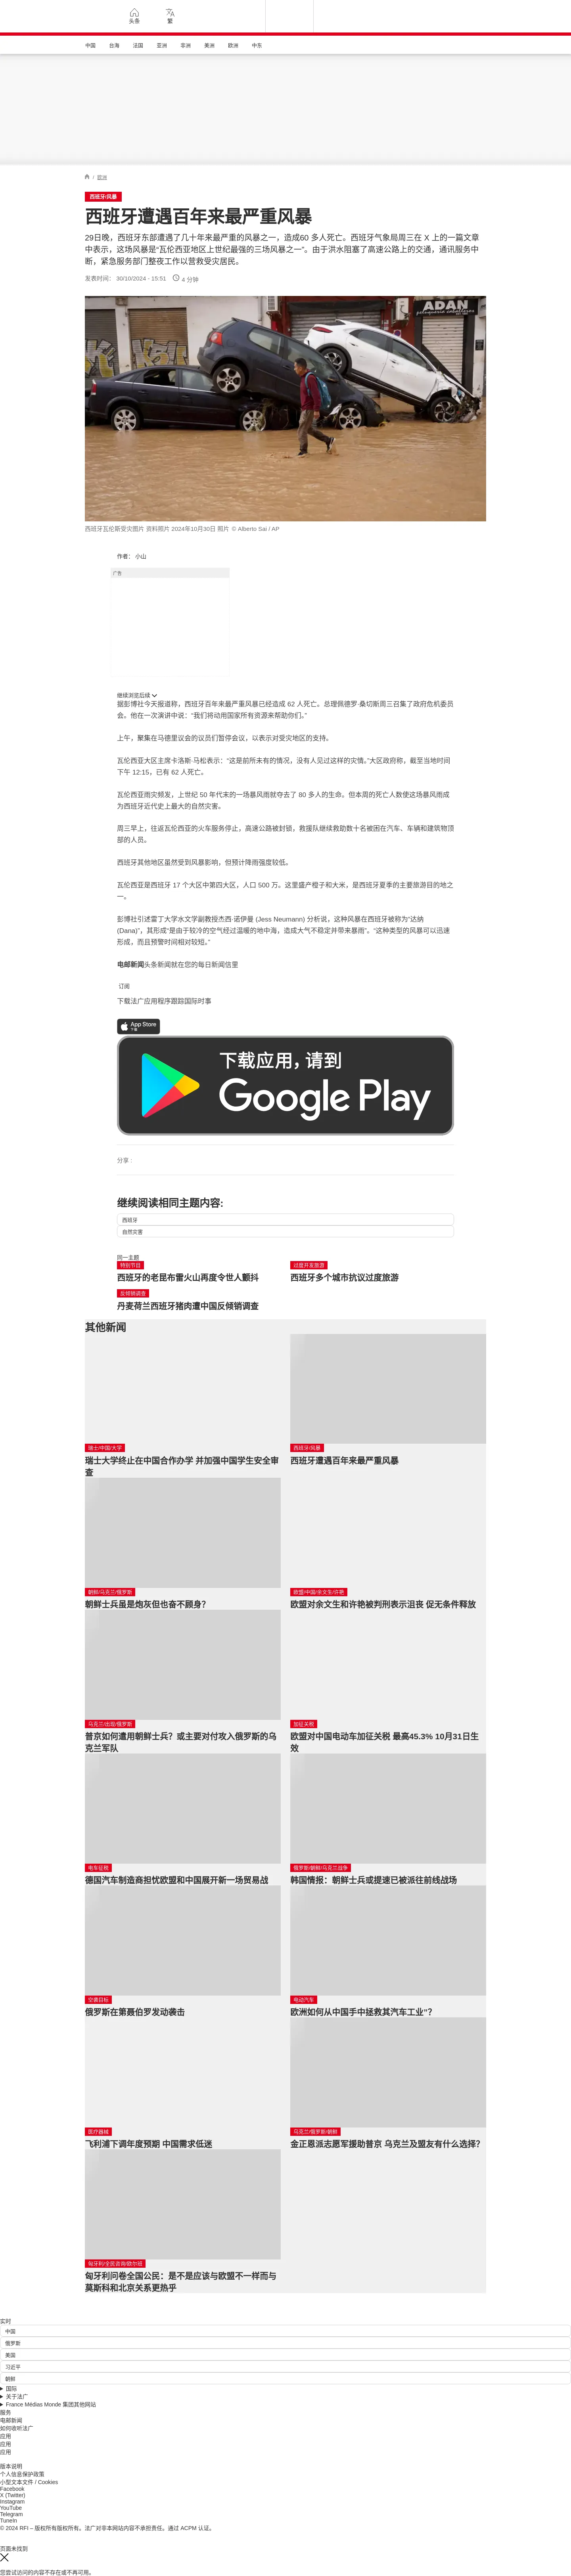 头条
繁
中国 台海 法国 亚洲 非洲 美洲 欧洲 中东
/ 欧洲
西班牙/风暴
西班牙遭遇百年来最严重风暴
29日晚，西班牙东部遭遇了几十年来最严重的风暴之一，造成60 多人死亡。西班牙气象局周三在 X 上的一篇文章
中表示，这场风暴是“瓦伦西亚地区上世纪最强的三场风暴之一”。由于洪水阻塞了高速公路上的交通，通讯服务中
断，紧急服务部门整夜工作以营救受灾居民。
发表时间： 30/10/2024 - 15:51 4 分钟
ADAN
西班牙瓦伦斯受灾图片 资料照片 2024年10月30日 照片 © Alberto Sai / AP
作者： 小山
广告
继续浏览后续
据彭博社今天报道称，西班牙百年来最严重风暴已经造成 62 人死亡。总理佩德罗·桑切斯周三召集了政府危机委员
会。他在一次演讲中说：“我们将动用国家所有资源来帮助你们。”
上午，聚集在马德里议会的议员们暂停会议，以表示对受灾地区的支持。
瓦伦西亚大区主席卡洛斯·马松表示：“这是前所未有的情况，没有人见过这样的灾情。”大区政府称，截至当地时间
下午 12:15，已有 62 人死亡。
瓦伦西亚雨灾频发，上世纪 50 年代末的一场暴风雨就夺去了 80 多人的生命。但本周的死亡人数使这场暴风雨成
为西班牙近代史上最大的自然灾害。
周三早上，往返瓦伦西亚的火车服务停止，高速公路被封锁，救援队继续救助数十名被困在汽车、车辆和建筑物顶
部的人员。
西班牙其他地区虽然受到风暴影响，但预计降雨强度较低。
瓦伦西亚是西班牙 17 个大区中第四大区，人口 500 万。这里盛产橙子和大米，是西班牙夏季的主要旅游目的地之
一。
彭博社引述雷丁大学水文学副教授杰西·诺伊曼 (Jess Neumann) 分析说，这种风暴在西班牙被称为“达纳
(Dana)”，其形成“是由于较冷的空气经过温暖的地中海，造成大气不稳定并带来暴雨”。“这种类型的风暴可以迅速
形成，而且预警时间相对较短。”
电邮新闻头条新闻就在您的每日新闻信里
订阅
下载法广应用程序跟踪国际时事
App Store
下载
下载应用，请到
Google Play
分享 :
继续阅读相同主题内容:
西班牙
自然灾害
同一主题
特别节目
西班牙的老昆布雷火山再度令世人颤抖
过度开发旅游
西班牙多个城市抗议过度旅游
反倾销调查
丹麦荷兰西班牙猪肉遭中国反倾销调查
其他新闻
瑞士/中国/大学
瑞士大学终止在中国合作办学 并加强中国学生安全审
查
西班牙/风暴
西班牙遭遇百年来最严重风暴
朝鲜/乌克兰/俄罗斯
朝鲜士兵虽是炮灰但也奋不顾身？
欧盟/中国/余文生/许艳
欧盟对余文生和许艳被判刑表示沮丧 促无条件释放
乌克兰/出现/俄罗斯
普京如何遣用朝鲜士兵？或主要对付攻入俄罗斯的乌
克兰军队
加征关税
欧盟对中国电动车加征关税 最高45.3% 10月31日生
效
电车征税
德国汽车制造商担忧欧盟和中国展开新一场贸易战
俄罗斯/朝鲜/乌克兰战争
韩国情报：朝鲜士兵或提速已被派往前线战场
空袭目标
俄罗斯在第聂伯罗发动袭击
电动汽车
欧洲如何从中国手中拯救其汽车工业”？
医疗器械
飞利浦下调年度预期 中国需求低迷
乌克兰/俄罗斯/朝鲜
金正恩派志愿军援助普京 乌克兰及盟友有什么选择？
匈牙利/全民咨询/欧尔班
匈牙利问卷全国公民：是不是应该与欧盟不一样而与
莫斯科和北京关系更热乎
实时
中国
俄罗斯
美国
习近平
朝鲜
国际
关于法广
France Médias Monde 集团其他网站
服务
电邮新闻
如何收听法广
应用
应用
应用
版本说明
个人信息保护政策
小型文本文件 / Cookies
Facebook
X (Twitter)
Instagram
YouTube
Telegram
TuneIn
© 2024 RFI – 版权所有版权所有。法广对非本网站内容不承担责任。通过 ACPM 认证。
页面未找到
您尝试访问的内容不存在或不再可用。